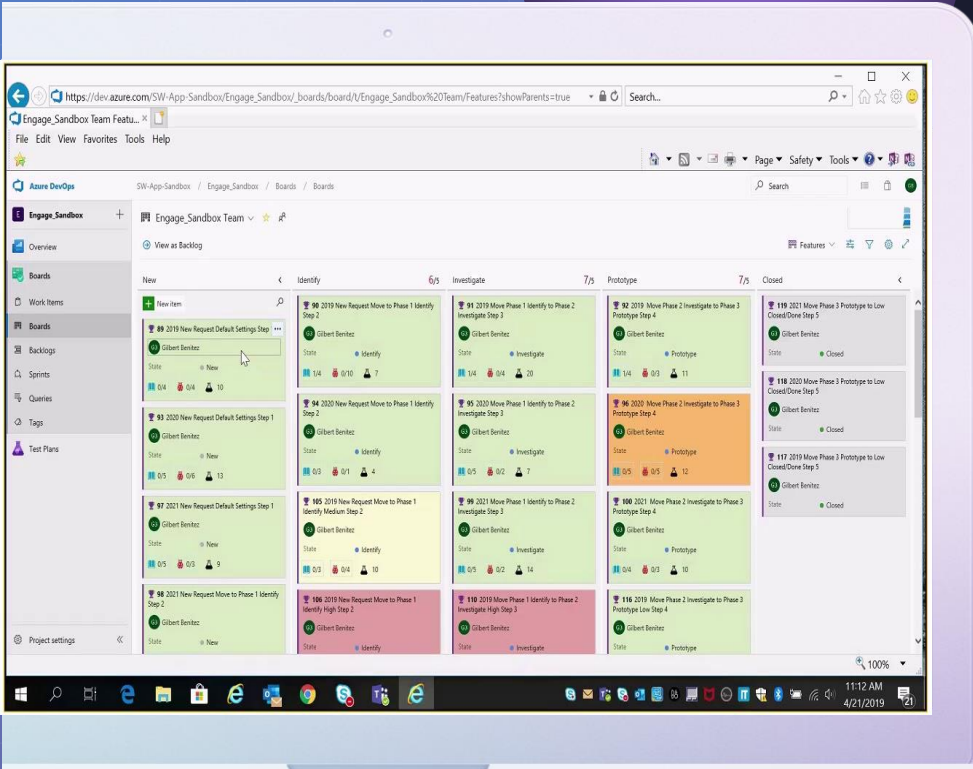 https://dev.azure.com/SW-App-Sandbox/Engage_Sandbox/_boards/board/t/Engage_Sandbox%20Team/Features?showParents=true
Search...
Engage_Sandbox Team Featu...
File Edit View Favorites Tools Help
Page Safety Tools
Azure DevOps
SW-App-Sandbox / Engage_Sandbox / Boards / Boards
Search
E Engage_Sandbox
Engage_Sandbox Team
Overview
View as Backlog
Features
Boards
Work Items
Boards
Backlogs
Sprints
Queries
Tags
Test Plans
Project settings
New
New item
89 2019 New Request Default Settings Step ...
Gilbert Benitez
State New
0/4 0/4 10
93 2020 New Request Default Settings Step 1
Gilbert Benitez
State New
0/5 0/6 13
97 2021 New Request Default Settings Step 1
Gilbert Benitez
State New
0/5 0/3 9
98 2021 New Request Move to Phase 1 Identify
Step 2
Gilbert Benitez
State New
Identify 6/5
90 2019 New Request Move to Phase 1 Identify
Step 2
Gilbert Benitez
State Identify
1/4 0/10 7
94 2020 New Request Move to Phase 1 Identify
Step 2
Gilbert Benitez
State Identify
0/3 0/1 4
105 2019 New Request Move to Phase 1
Identify Medium Step 2
Gilbert Benitez
State Identify
0/3 0/4 10
106 2019 New Request Move to Phase 1
Identify High Step 2
Gilbert Benitez
State Identify
Investigate 7/5
91 2019 Move Phase 1 Identify to Phase 2
Investigate Step 3
Gilbert Benitez
State Investigate
1/4 0/4 20
95 2020 Move Phase 1 Identify to Phase 2
Investigate Step 3
Gilbert Benitez
State Investigate
0/5 0/2 7
99 2021 Move Phase 1 Identify to Phase 2
Investigate Step 3
Gilbert Benitez
State Investigate
0/5 0/2 14
110 2019 Move Phase 1 Identify to Phase 2
Investigate High Step 3
Gilbert Benitez
State Investigate
Prototype 7/5
92 2019 Move Phase 2 Investigate to Phase 3
Prototype Step 4
Gilbert Benitez
State Prototype
1/4 0/3 11
96 2020 Move Phase 2 Investigate to Phase 3
Prototype Step 4
Gilbert Benitez
State Prototype
0/5 0/5 12
100 2021 Move Phase 2 Investigate to Phase 3
Prototype Step 4
Gilbert Benitez
State Prototype
0/4 0/3 10
116 2019 Move Phase 2 Investigate to Phase 3
Prototype Low Step 4
Gilbert Benitez
State Prototype
Closed
119 2021 Move Phase 3 Prototype to Low
Closed/Done Step 5
Gilbert Benitez
State Closed
118 2020 Move Phase 3 Prototype to Low
Closed/Done Step 5
Gilbert Benitez
State Closed
117 2019 Move Phase 3 Prototype to Low
Closed/Done Step 5
Gilbert Benitez
State Closed
100%
11:12 AM
4/21/2019
21